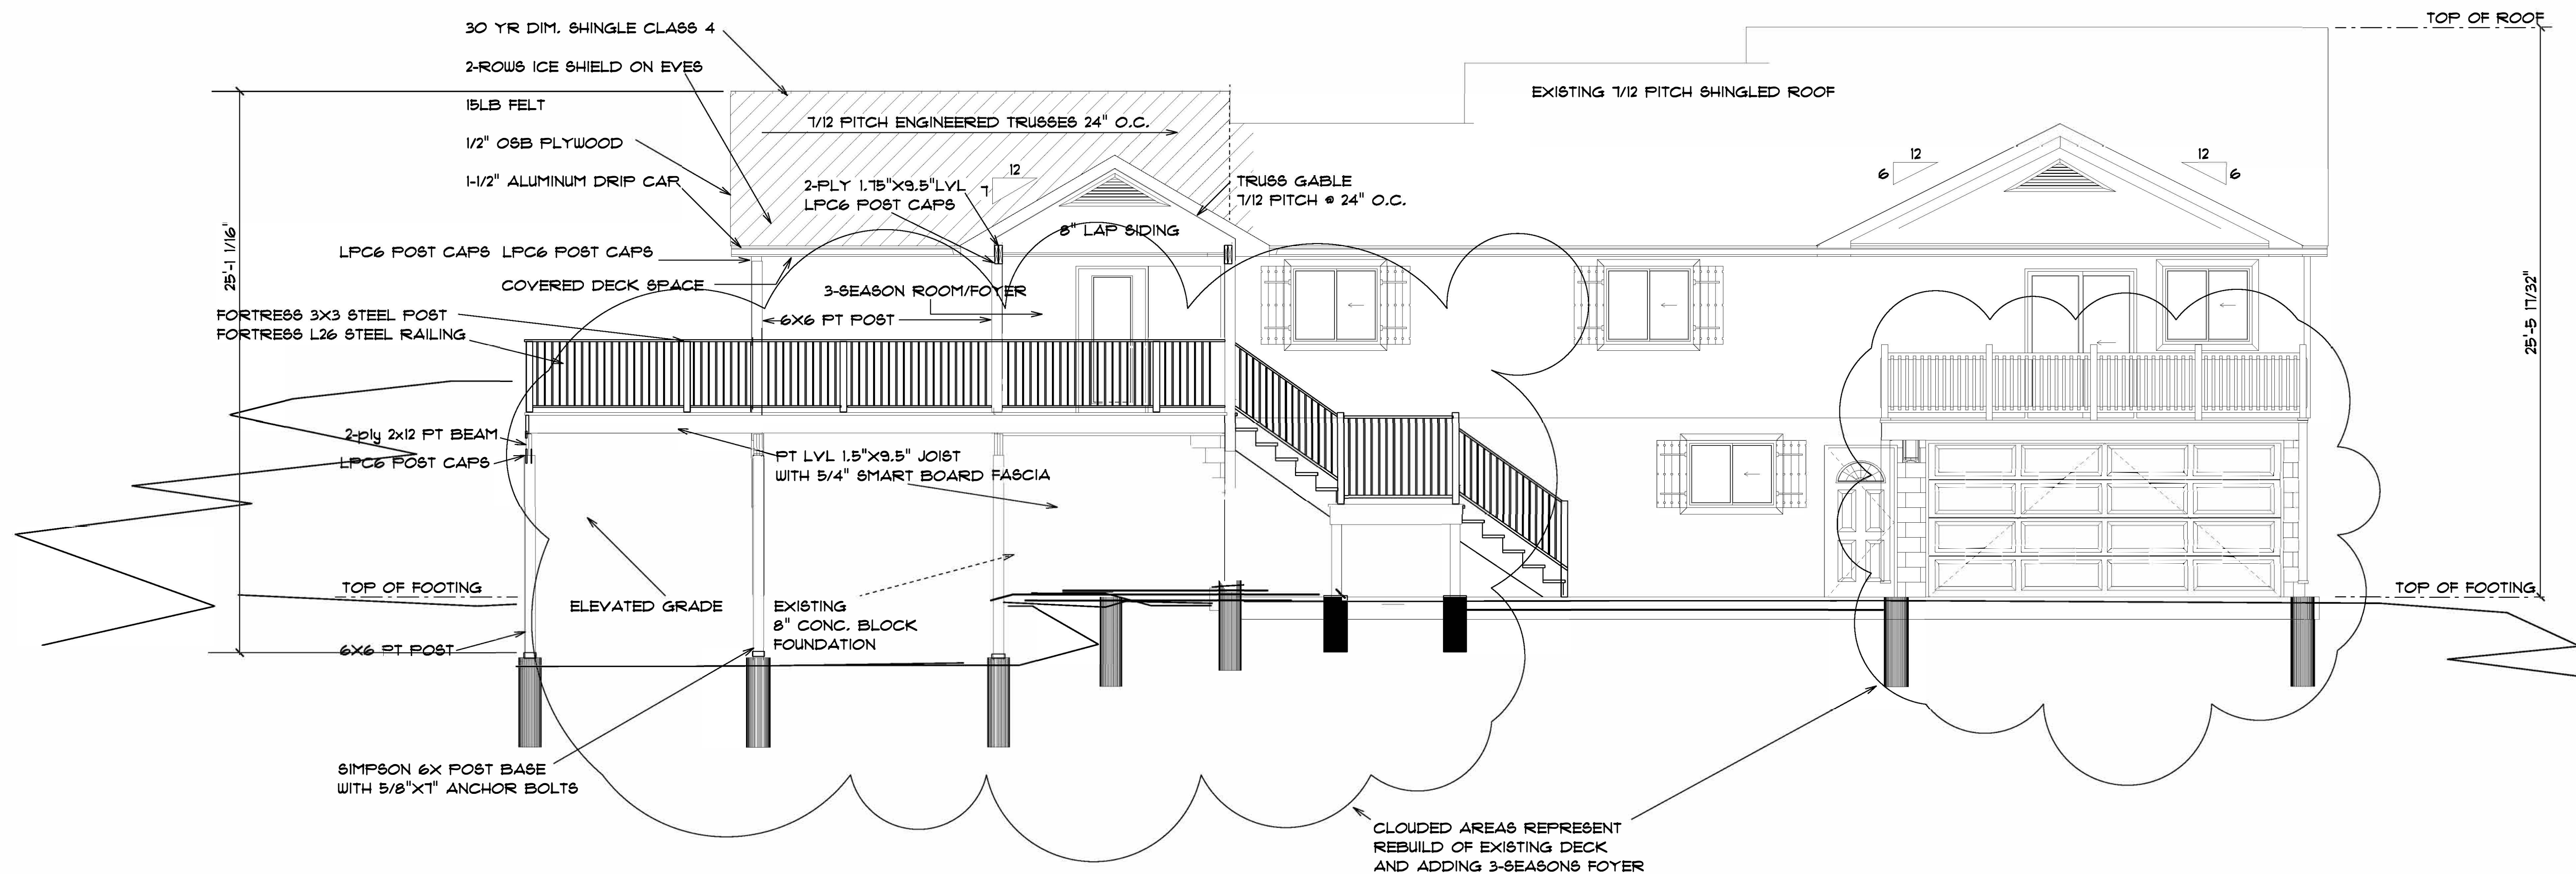 TOP OF ROOF
30 YR DIM. SHINGLE CLASS 4
2-ROWS ICE SHIELD ON EVES
15LB FELT
EXISTING 7/12 PITCH SHINGLED ROOF
7/12 PITCH ENGINEERED TRUSSES 24" O.C.
1/2" OSB PLYWOOD
1-1/2" ALUMINUM DRIP CAP
12
7
12
6
12
6
2-PLY 1.75"X9.5"LVL
LPC6 POST CAPS
TRUSS GABLE
7/12 PITCH @ 24" O.C.
8" LAP SIDING
25'-1 1/16"
LPC6 POST CAPS LPC6 POST CAPS
COVERED DECK SPACE
3-SEASON ROOM/FOYER
6X6 PT POST
FORTRESS 3X3 STEEL POST
FORTRESS L26 STEEL RAILING
25'-5 17/32"
2-ply 2x12 PT BEAM
LPC6 POST CAPS
PT LVL 1.5"X9.5" JOIST
WITH 5/4" SMART BOARD FASCIA
TOP OF FOOTING
TOP OF FOOTING
ELEVATED GRADE
EXISTING
8" CONC. BLOCK
FOUNDATION
6X6 PT POST
SIMPSON 6X POST BASE
WITH 5/8"X7" ANCHOR BOLTS
CLOUDED AREAS REPRESENT
REBUILD OF EXISTING DECK
AND ADDING 3-SEASONS FOYER